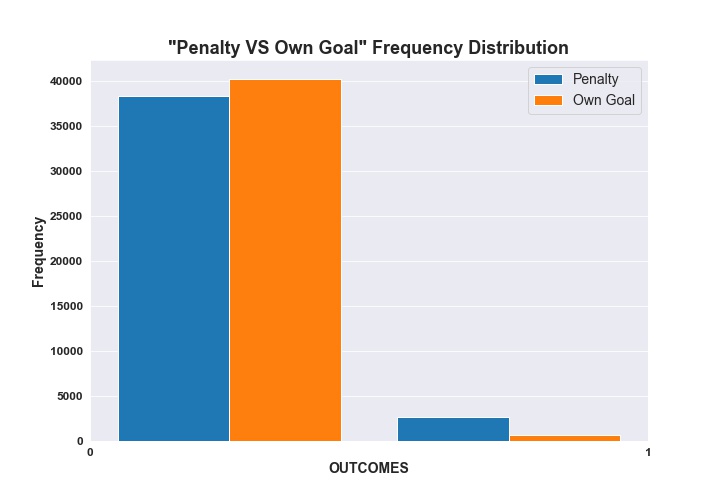 "Penalty VS Own Goal" Frequency Distribution
Penalty
Own Goal
40000
35000
30000
25000
20000
15000
10000
5000
0
Frequency
0
1
OUTCOMES